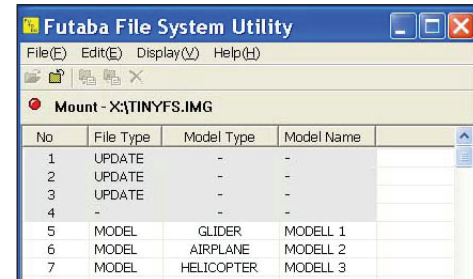 Futaba File System Utility
File(F) Edit(E) Display(V) Help(H)
Mount - X:\TINYFS.IMG
No File Type Model Type Model Name
1 UPDATE - -
2 UPDATE - -
3 UPDATE - -
4 - - -
5 MODEL GLIDER MODELL 1
6 MODEL AIRPLANE MODELL 2
7 MODEL HELICOPTER MODELL 3